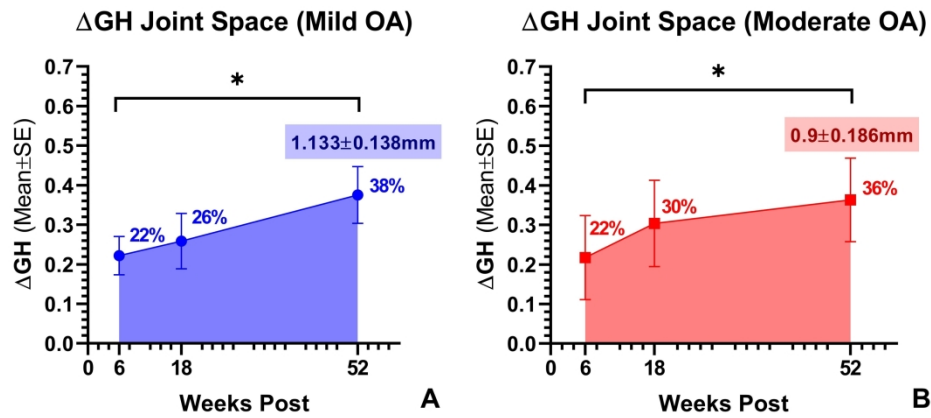 ΔGH Joint Space (Mild OA)
0.7
0.6
0.5
0.4
0.3
0.2
0.1
0.0
ΔGH (Mean±SE)
*
1.133±0.138mm
22%
26%
38%
0 6 18 52
Weeks Post
A
ΔGH Joint Space (Moderate OA)
0.7
0.6
0.5
0.4
0.3
0.2
0.1
0.0
ΔGH (Mean±SE)
*
0.9±0.186mm
22%
30%
36%
0 6 18 52
Weeks Post
B